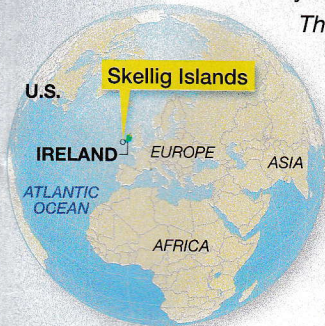 Th
Skellig Islands
U.S.
IRELAND
EUROPE
ASIA
ATLANTIC
OCEAN
AFRICA